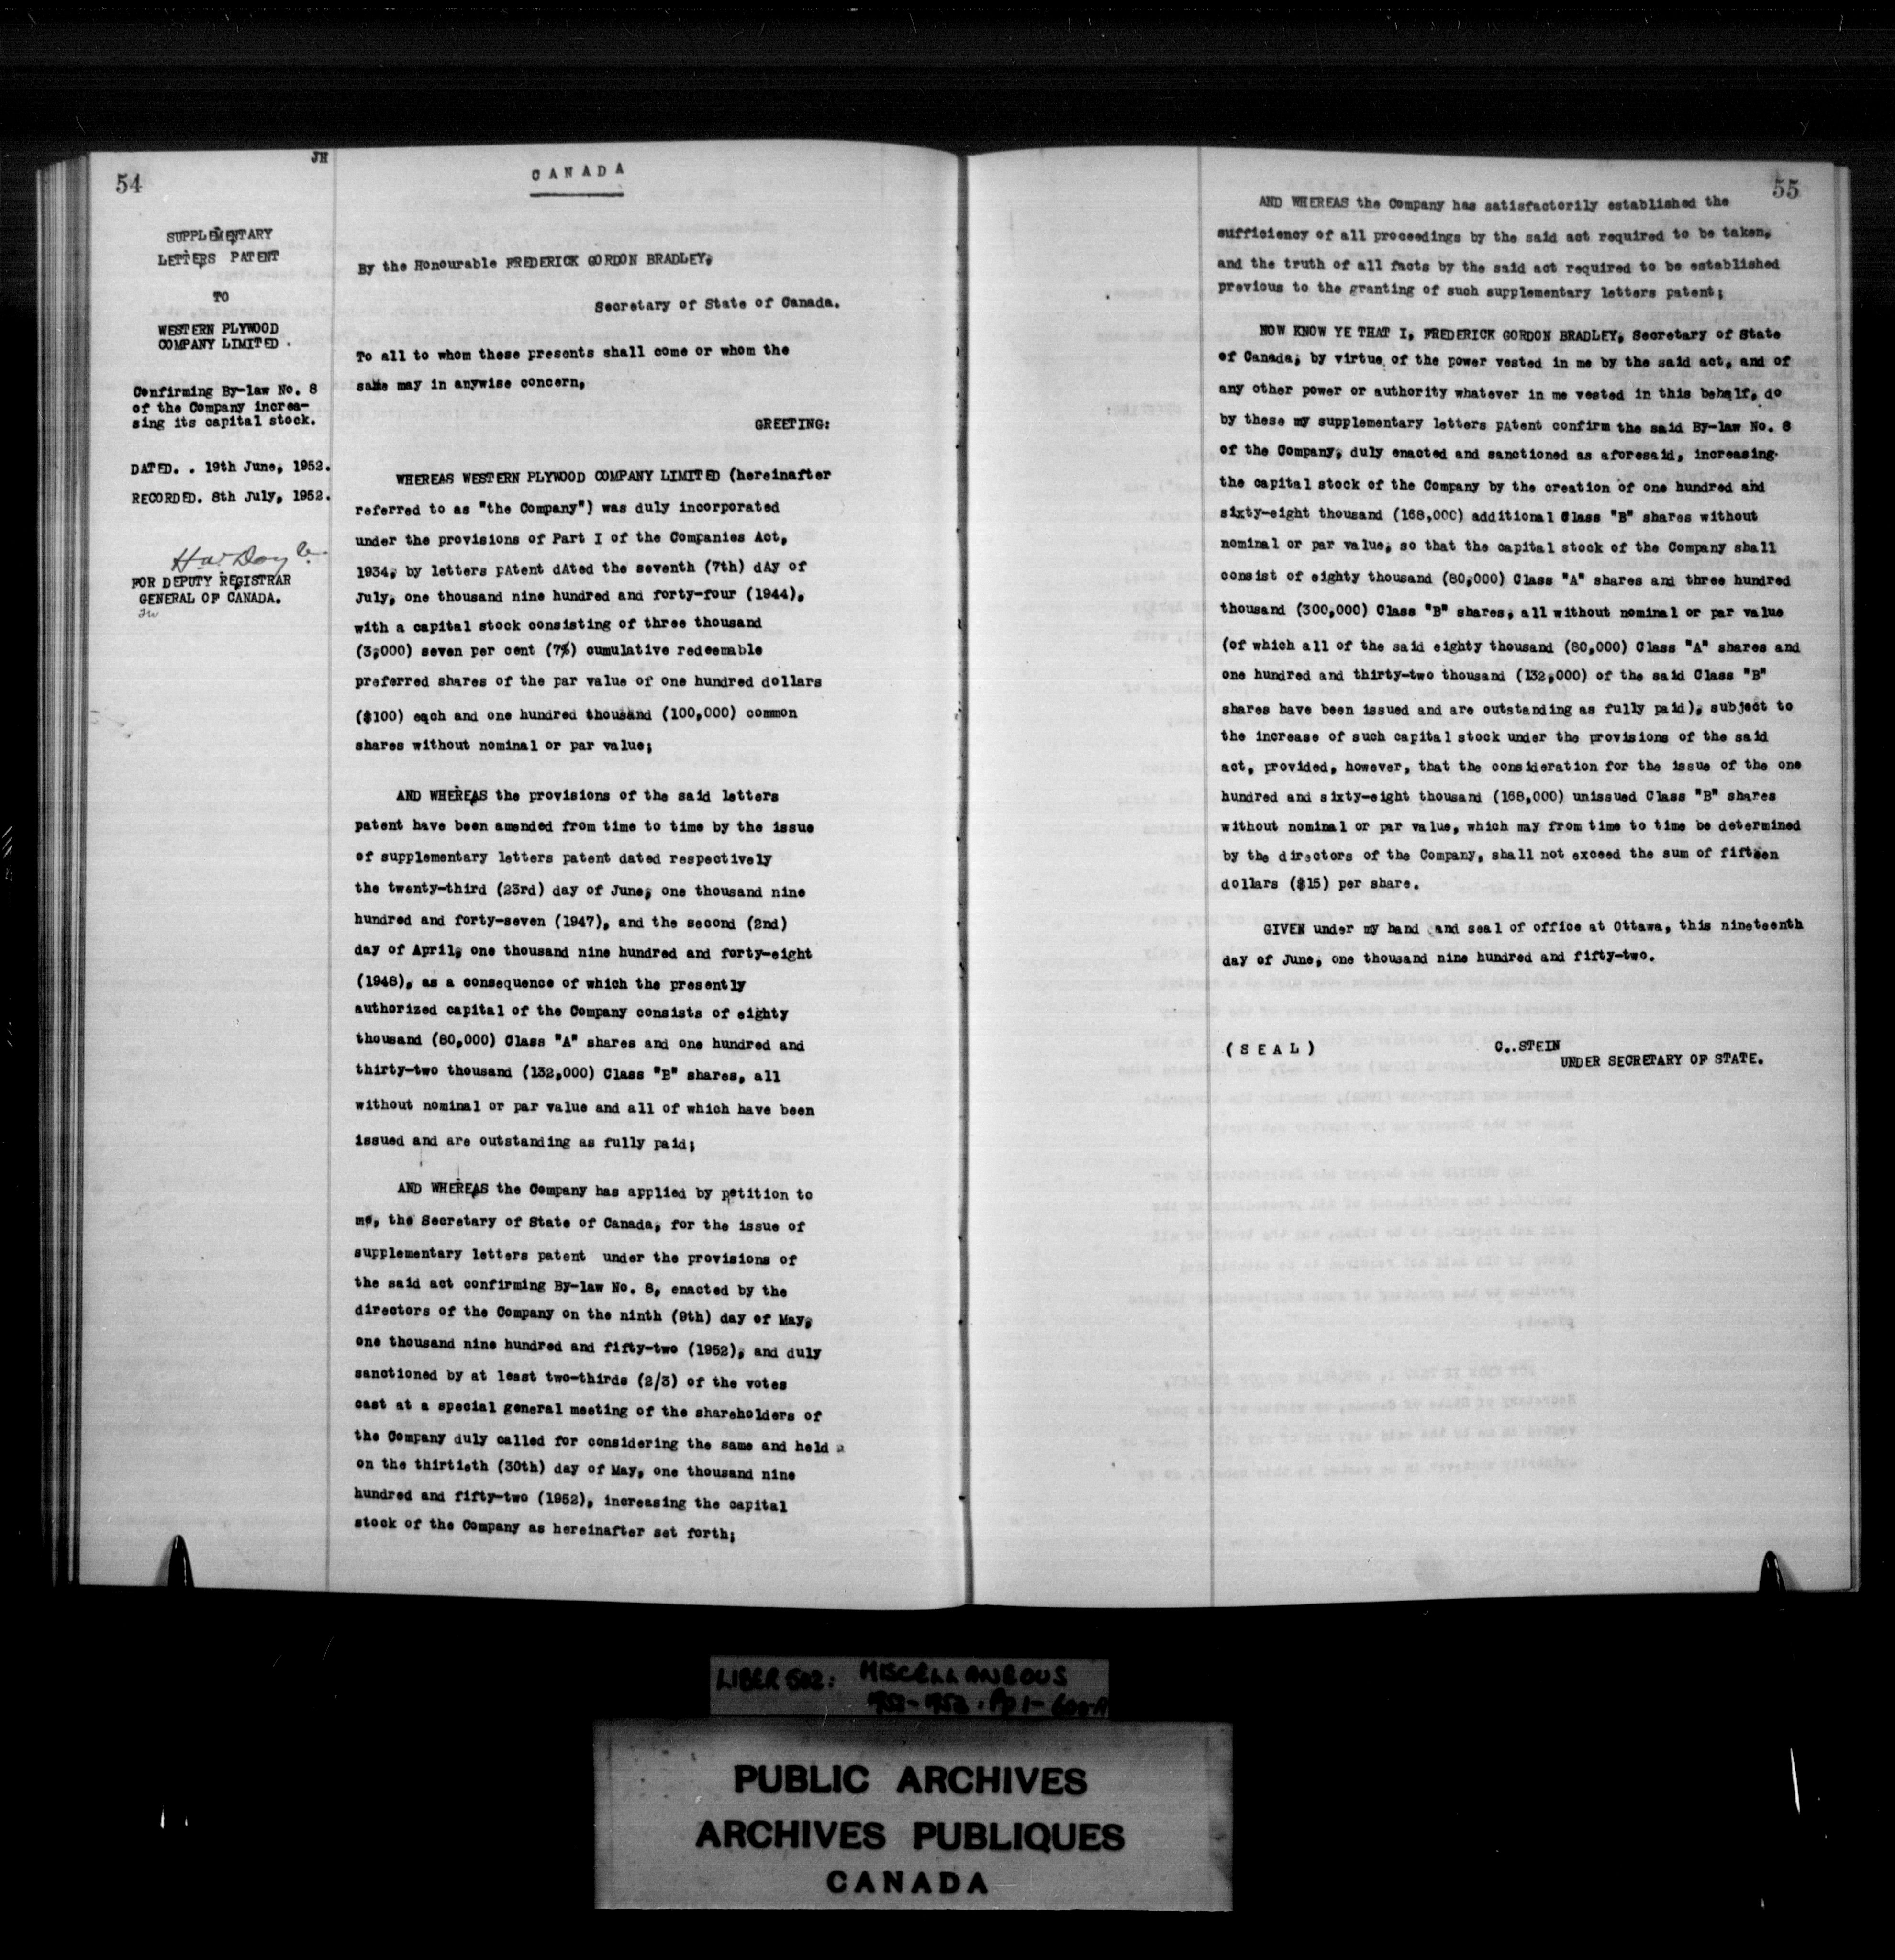 54
JH
SUPPLEMENTARY
LETTERS PATENT
TO
WESTERN PLYWOOD
COMPANY LIMITED.
Confirming By-law No. 8
of the Company increa-
sing its capital stock.
DATED. . 19th June, 1952.
RECORDED. 8th July, 1952.
FOR DEPUTY REGISTRAR
GENERAL OF CANADA.
CANADA
By the Honourable FREDERICK GORDON BRADLEY,
Secretary of State of Canada.
To all to whom these presents shall come or whom the
same may in anywise concern,
GREETING:
WHEREAS WESTERN PLYWOOD COMPANY LIMITED (hereinafter
referred to as "the Company") was duly incorporated
under the provisions of Part I of the Companies Act,
1934, by letters pAtent dAted the seventh (7th) dAy of
July, one thousand nine hundred and forty-four (1944),
with a capital stock consisting of three thousand
(3,000) seven per cent (7%) cumulative redeemable
preferred shares of the par value of one hundred dollars
($100) each and one hundred thousand (100,000) common
shares without nominal or par value;
AND WHEREAS the provisions of the said letters
patent have been amended from time to time by the issue
of supplementary letters patent dated respectively
the twenty-third (23rd) day of June, one thousand nine
hundred and forty-seven (1947), and the second (2nd)
day of April, one thousand nine hundred and forty-eight
(1948), as a consequence of which the presently
authorized capital of the Company consists of eighty
thousand (80,000) Class "A" shares and one hundred and
thirty-two thousand (132,000) Class "B" shares, all
without nominal or par value and all of which have been
issued and are outstanding as fully paid;
AND WHEREAS the Company has applied by petition to
me, the Secretary of State of Canada, for the issue of
supplementary letters patent under the provisions of
the said act confirming By-law No. 8, enacted by the
directors of the Company on the ninth (9th) day of May,
one thousand nine hundred and fifty-two (1952), and duly
sanctioned by at least two-thirds (2/3) of the votes
cast at a special general meeting of the shareholders of
the Company duly called for considering the same and held
on the thirtieth (30th) day of May, one thousand nine
hundred and fifty-two (1952), increasing the capital
stock of the Company as hereinafter set forth;
55
AND WHEREAS the Company has satisfactorily established the
sufficiency of all proceedings by the said act required to be taken,
and the truth of all facts by the said act required to be established
previous to the granting of such supplementary letters patent;
NOW KNOW YE THAT I, FREDERICK GORDON BRADLEY, Secretary of State
of Canada, by virtue of the power vested in me by the said act, and of
any other power or authority whatever in me vested in this behalf, do
by these my supplementary letters pAtent confirm the said By-law No. 8
of the Company, duly enacted and sanctioned as aforesaid, increasing
the capital stock of the Company by the creation of one hundred and
sixty-eight thousand (168,000) additional Class "B" shares without
nominal or par value, so that the capital stock of the Company shall
consist of eighty thousand (80,000) Class "A" shares and three hundred
thousand (300,000) Class "B" shares, all without nominal or par value
(of which all of the said eighty thousand (80,000) Class "A" shares and
one hundred and thirty-two thousand (132,000) of the said Class "B"
shares have been issued and are outstanding as fully paid), subject to
the increase of such capital stock under the provisions of the said
act, provided, however, that the consideration for the issue of the one
hundred and sixty-eight thousand (168,000) unissued Class "B" shares
without nominal or par value, which may from time to time be determined
by the directors of the Company, shall not exceed the sum of fifteen
dollars ($15) per share.
GIVEN under my hand and seal of office at Ottawa, this nineteenth
day of June, one thousand nine hundred and fifty-two.
(SEAL)
C..STEIN
UNDER SECRETARY OF STATE.
LIBER 502: MISCELLANEOUS
PUBLIC ARCHIVES
ARCHIVES PUBLIQUES
CANADA